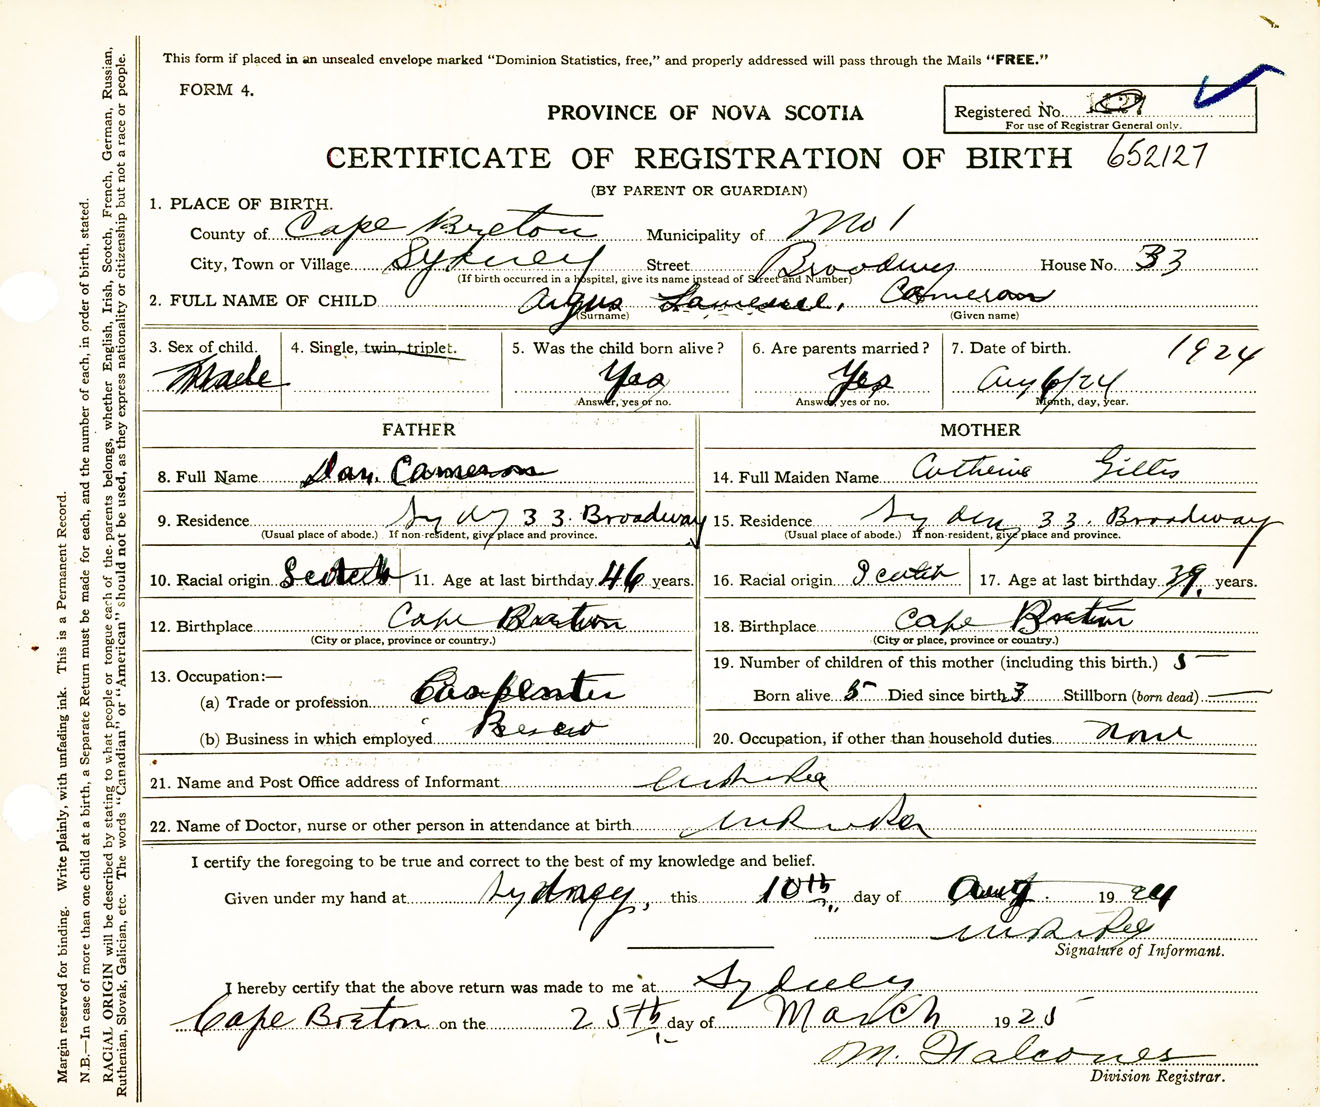 This form if placed in an unsealed envelope marked "Dominion Statistics, free," and properly addressed will pass through the Mails "FREE."
FORM 4.
PROVINCE OF NOVA SCOTIA
Registered No.
For use of Registrar General only.
CERTIFICATE OF REGISTRATION OF BIRTH 652127
(BY PARENT OR GUARDIAN)
1. PLACE OF BIRTH.
County of Cape Breton Municipality of No 1
City, Town or Village Sydney Street Broadway House No. 33
(If birth occurred in a hospital, give its name instead of Street and Number)
2. FULL NAME OF CHILD Angus Cameron
(Surname) (Given name)
3. Sex of child. 4. Single, twin, triplet. 5. Was the child born alive? 6. Are parents married? 7. Date of birth. 1924
Male Yes Yes Aug 6/24
Answer, yes or no. Answer, yes or no. Month, day, year.
FATHER MOTHER
8. Full Name Dan. Cameron 14. Full Maiden Name Catherine Gillis
9. Residence Sydney 33. Broadway 15. Residence Sydney 33. Broadway
(Usual place of abode.) If non-resident, give place and province. (Usual place of abode.) If non-resident, give place and province.
10. Racial origin Scotch 11. Age at last birthday 46 years. 16. Racial origin Scotch 17. Age at last birthday 39. years.
12. Birthplace Cape Breton 18. Birthplace Cape Breton
(City or place, province or country.) (City or place, province or country.)
13. Occupation:— 19. Number of children of this mother (including this birth.) 5
(a) Trade or profession Carpenter Born alive 5 Died since birth 3 Stillborn (born dead)
(b) Business in which employed Besco 20. Occupation, if other than household duties None
21. Name and Post Office address of Informant
22. Name of Doctor, nurse or other person in attendance at birth
I certify the foregoing to be true and correct to the best of my knowledge and belief.
Given under my hand at Sydney, this 10th day of Aug. 1924
Signature of Informant.
I hereby certify that the above return was made to me at Sydney
Cape Breton on the 25th day of March 1925
M. Falconer
Division Registrar.
Margin reserved for binding. Write plainly, with unfading ink. This is a Permanent Record.
N.B.—In case of more than one child at a birth, a Separate Return must be made for each, and the number of each, in order of birth, stated.
RACIAL ORIGIN will be described by stating to what people or tongue each of the parents belongs, whether English, Irish, Scotch, French, German, Russian,
Ruthenian, Slovak, Galician, etc. The words "Canadian" or "American" should not be used, as they express nationality or citizenship but not a race or people.